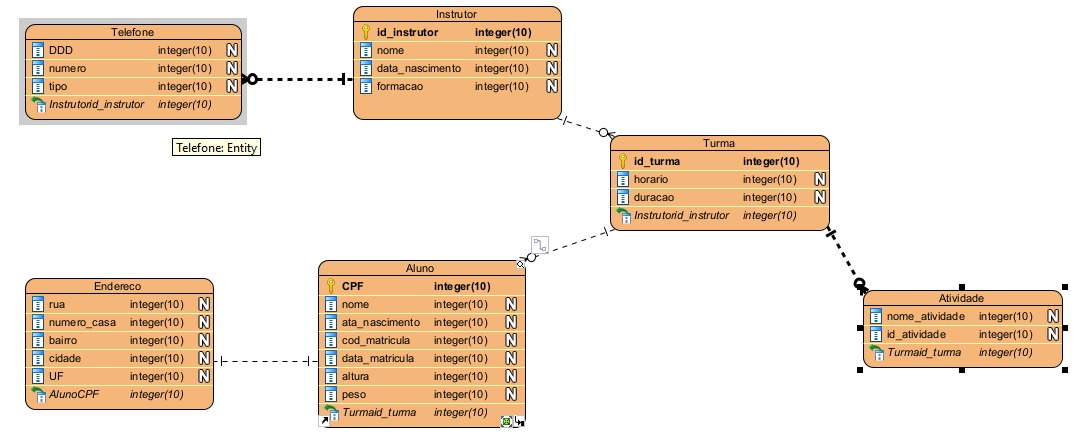 Telefone
DDD integer(10) N
numero integer(10) N
tipo integer(10) N
Instrutorid_instrutor integer(10)
Telefone: Entity
Instrutor
id_instrutor integer(10)
nome integer(10) N
data_nascimento integer(10) N
formacao integer(10) N
Turma
id_turma integer(10)
horario integer(10) N
duracao integer(10) N
Instrutorid_instrutor integer(10)
Endereco
rua integer(10) N
numero_casa integer(10) N
bairro integer(10) N
cidade integer(10) N
UF integer(10) N
AlunoCPF integer(10)
Aluno
CPF integer(10)
nome integer(10) N
ata_nascimento integer(10) N
cod_matricula integer(10) N
data_matricula integer(10) N
altura integer(10) N
peso integer(10) N
Turmaid_turma integer(10)
Atividade
nome_atividade integer(10) N
id_atividade integer(10) N
Turmaid_turma integer(10)